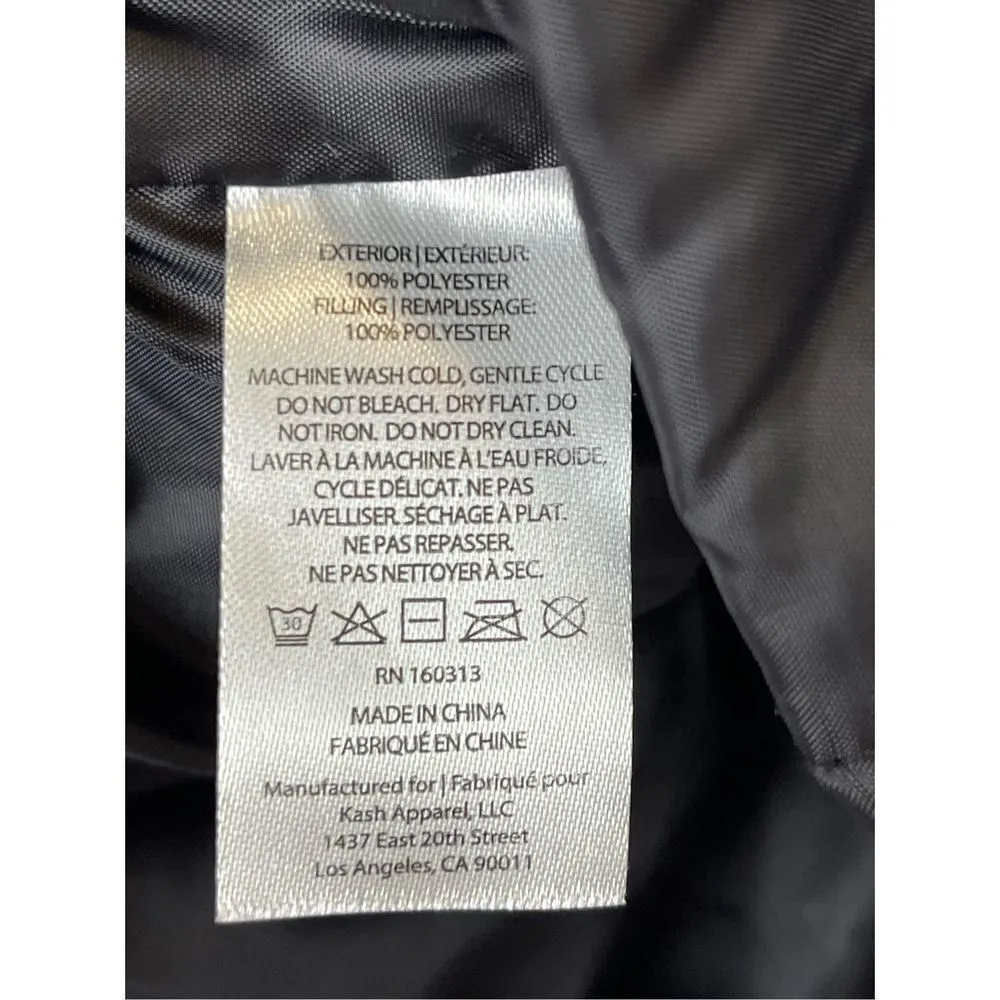 EXTERIOR | EXTÉRIEUR:
100% POLYESTER
FILLING | REMPLISSAGE:
100% POLYESTER
MACHINE WASH COLD, GENTLE CYCLE
DO NOT BLEACH. DRY FLAT. DO
NOT IRON. DO NOT DRY CLEAN.
LAVER À LA MACHINE À L'EAU FROIDE,
CYCLE DÉLICAT. NE PAS
JAVELLISER. SÉCHAGE À PLAT.
NE PAS REPASSER.
NE PAS NETTOYER À SEC.
30
RN 160313
MADE IN CHINA
FABRIQUÉ EN CHINE
Manufactured for | Fabriqué pour
Kash Apparel, LLC
1437 East 20th Street
Los Angeles, CA 90011